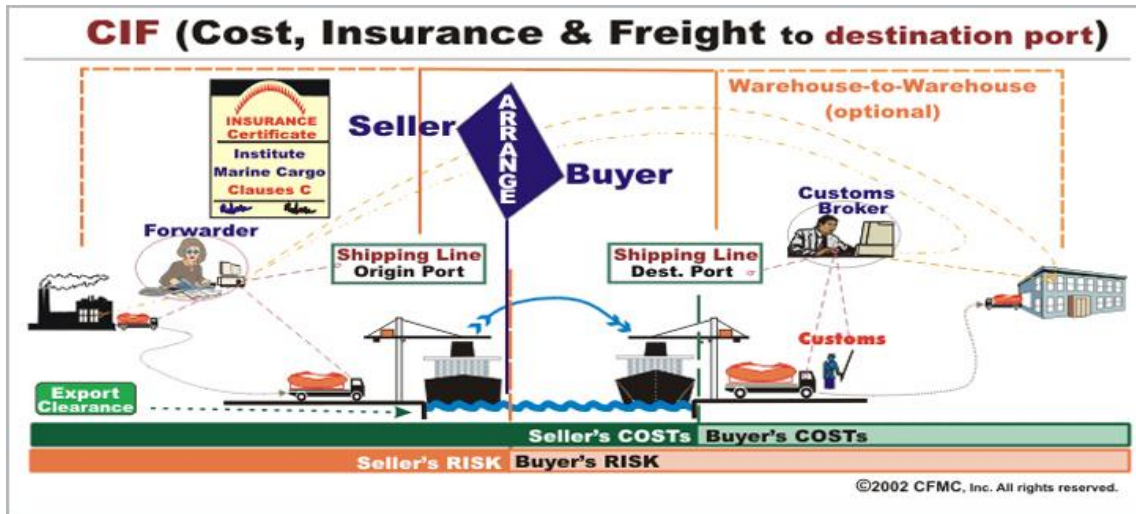 CIF (Cost, Insurance & Freight to destination port)
Warehouse-to-Warehouse
(optional)
INSURANCE
Certificate
Institute
Marine Cargo
Clauses C
Seller
ARRANGE
Buyer
Forwarder
Customs
Broker
Shipping Line
Origin Port
Shipping Line
Dest. Port
Customs
Export
Clearance
Seller's COSTs
Buyer's COSTs
Seller's RISK
Buyer's RISK
©2002 CFMC, Inc. All rights reserved.